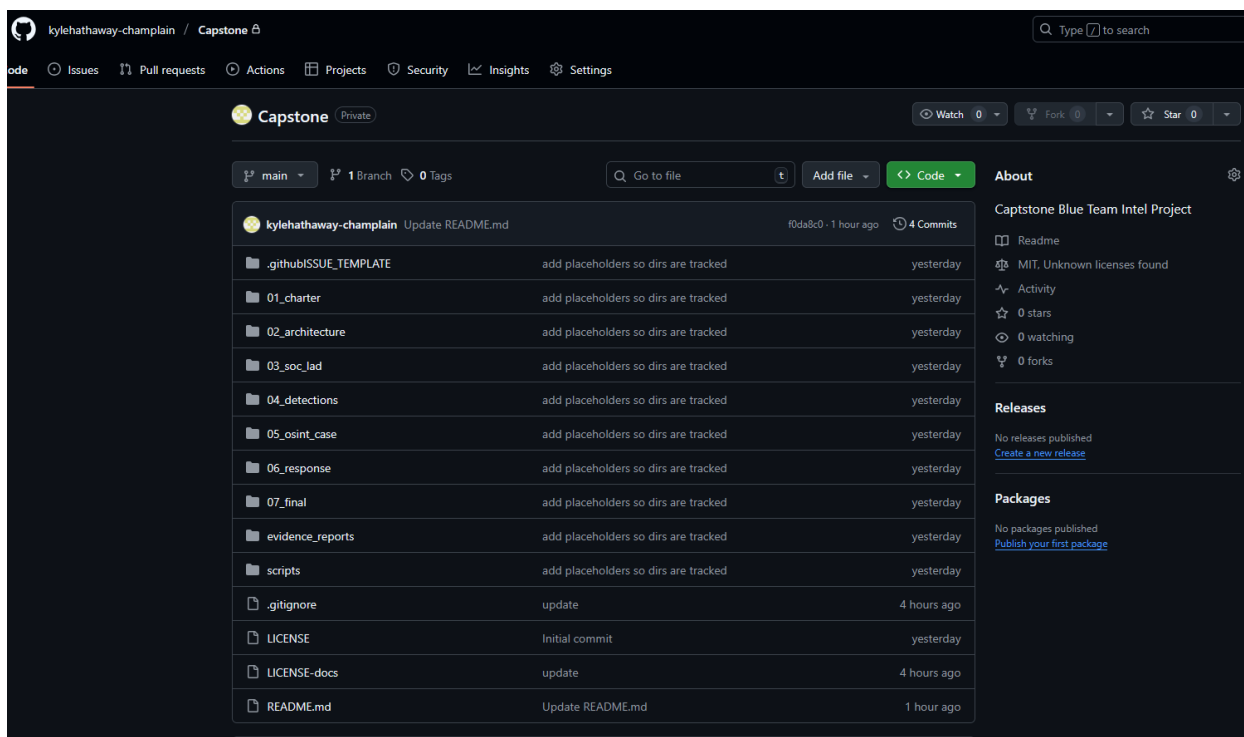 kylehathaway-champlain / Capstone
Type / to search
ode Issues Pull requests Actions Projects Security Insights Settings
Capstone Private
Watch 0 Fork 0 Star 0
main 1 Branch 0 Tags Go to file t Add file Code
kylehathaway-champlain Update README.md f0da8c0 · 1 hour ago 4 Commits
.githubISSUE_TEMPLATE add placeholders so dirs are tracked yesterday
01_charter add placeholders so dirs are tracked yesterday
02_architecture add placeholders so dirs are tracked yesterday
03_soc_lad add placeholders so dirs are tracked yesterday
04_detections add placeholders so dirs are tracked yesterday
05_osint_case add placeholders so dirs are tracked yesterday
06_response add placeholders so dirs are tracked yesterday
07_final add placeholders so dirs are tracked yesterday
evidence_reports add placeholders so dirs are tracked yesterday
scripts add placeholders so dirs are tracked yesterday
.gitignore update 4 hours ago
LICENSE Initial commit yesterday
LICENSE-docs update 4 hours ago
README.md Update README.md 1 hour ago
About
Captstone Blue Team Intel Project
Readme
MIT, Unknown licenses found
Activity
0 stars
0 watching
0 forks
Releases
No releases published
Create a new release
Packages
No packages published
Publish your first package